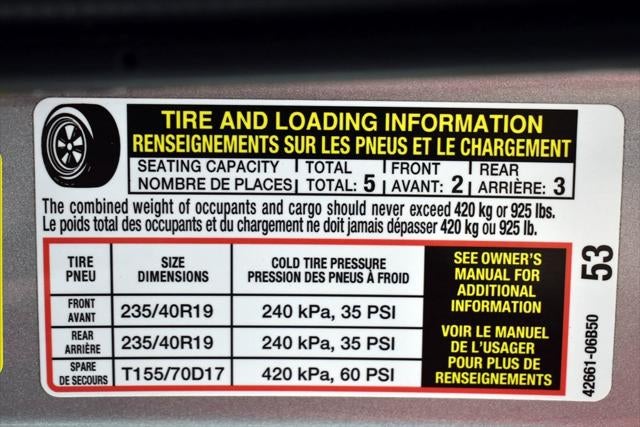 TIRE AND LOADING INFORMATION
RENSEIGNEMENTS SUR LES PNEUS ET LE CHARGEMENT
SEATING CAPACITY TOTAL FRONT REAR
NOMBRE DE PLACES TOTAL: 5 AVANT: 2 ARRIÈRE: 3
The combined weight of occupants and cargo should never exceed 420 kg or 925 lbs.
Le poids total des occupants et du chargement ne doit jamais dépasser 420 kg ou 925 lb.
TIRE SIZE COLD TIRE PRESSURE
PNEU DIMENSIONS PRESSION DES PNEUS À FROID
FRONT
AVANT 235/40R19 240 kPa, 35 PSI
REAR
ARRIÈRE 235/40R19 240 kPa, 35 PSI
SPARE
DE SECOURS T155/70D17 420 kPa, 60 PSI
SEE OWNER'S
MANUAL FOR
ADDITIONAL
INFORMATION
VOIR LE MANUEL
DE L'USAGER
POUR PLUS DE
RENSEIGNEMENTS
53
42661-06B50